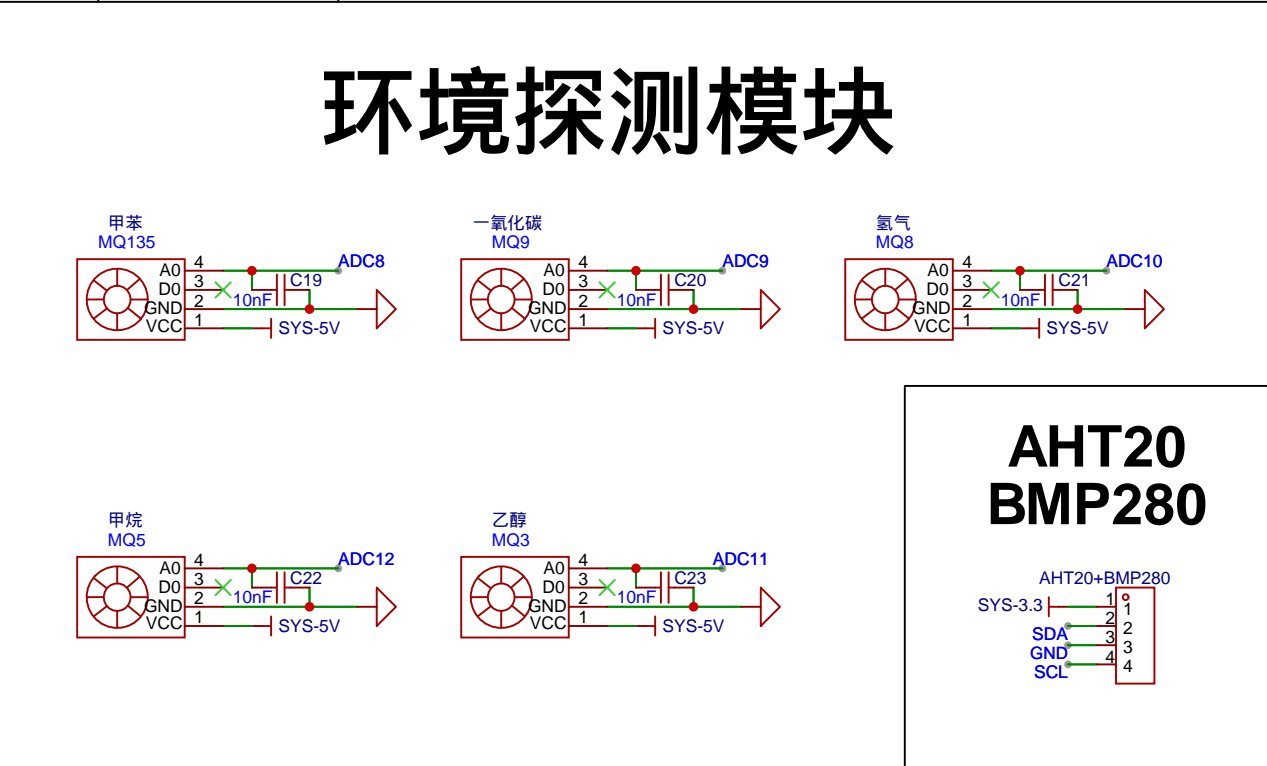 环境探测模块
甲苯
MQ135
A0 4
D0 3
GND 2
VCC 1
ADC8
C19
10nF
SYS-5V
一氧化碳
MQ9
A0 4
D0 3
GND 2
VCC 1
ADC9
C20
10nF
SYS-5V
氢气
MQ8
A0 4
D0 3
GND 2
VCC 1
ADC10
C21
10nF
SYS-5V
甲烷
MQ5
A0 4
D0 3
GND 2
VCC 1
ADC12
C22
10nF
SYS-5V
乙醇
MQ3
A0 4
D0 3
GND 2
VCC 1
ADC11
C23
10nF
SYS-5V
AHT20
BMP280
AHT20+BMP280
SYS-3.3 1 1
SDA 2 2
GND 3 3
SCL 4 4